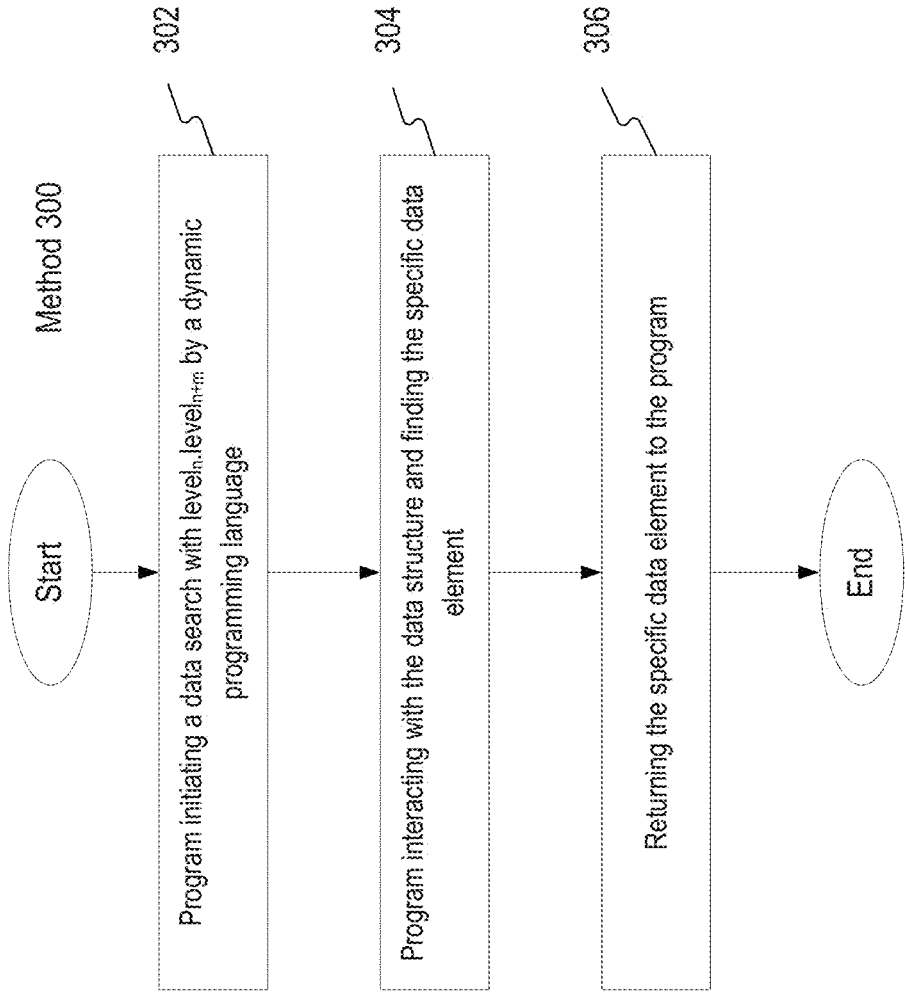 Method 300
Start
302
Program initiating a data search with levelₙ.levelₙ₊ₘ by a dynamic
programming language
304
Program interacting with the data structure and finding the specific data
element
306
Returning the specific data element to the program
End